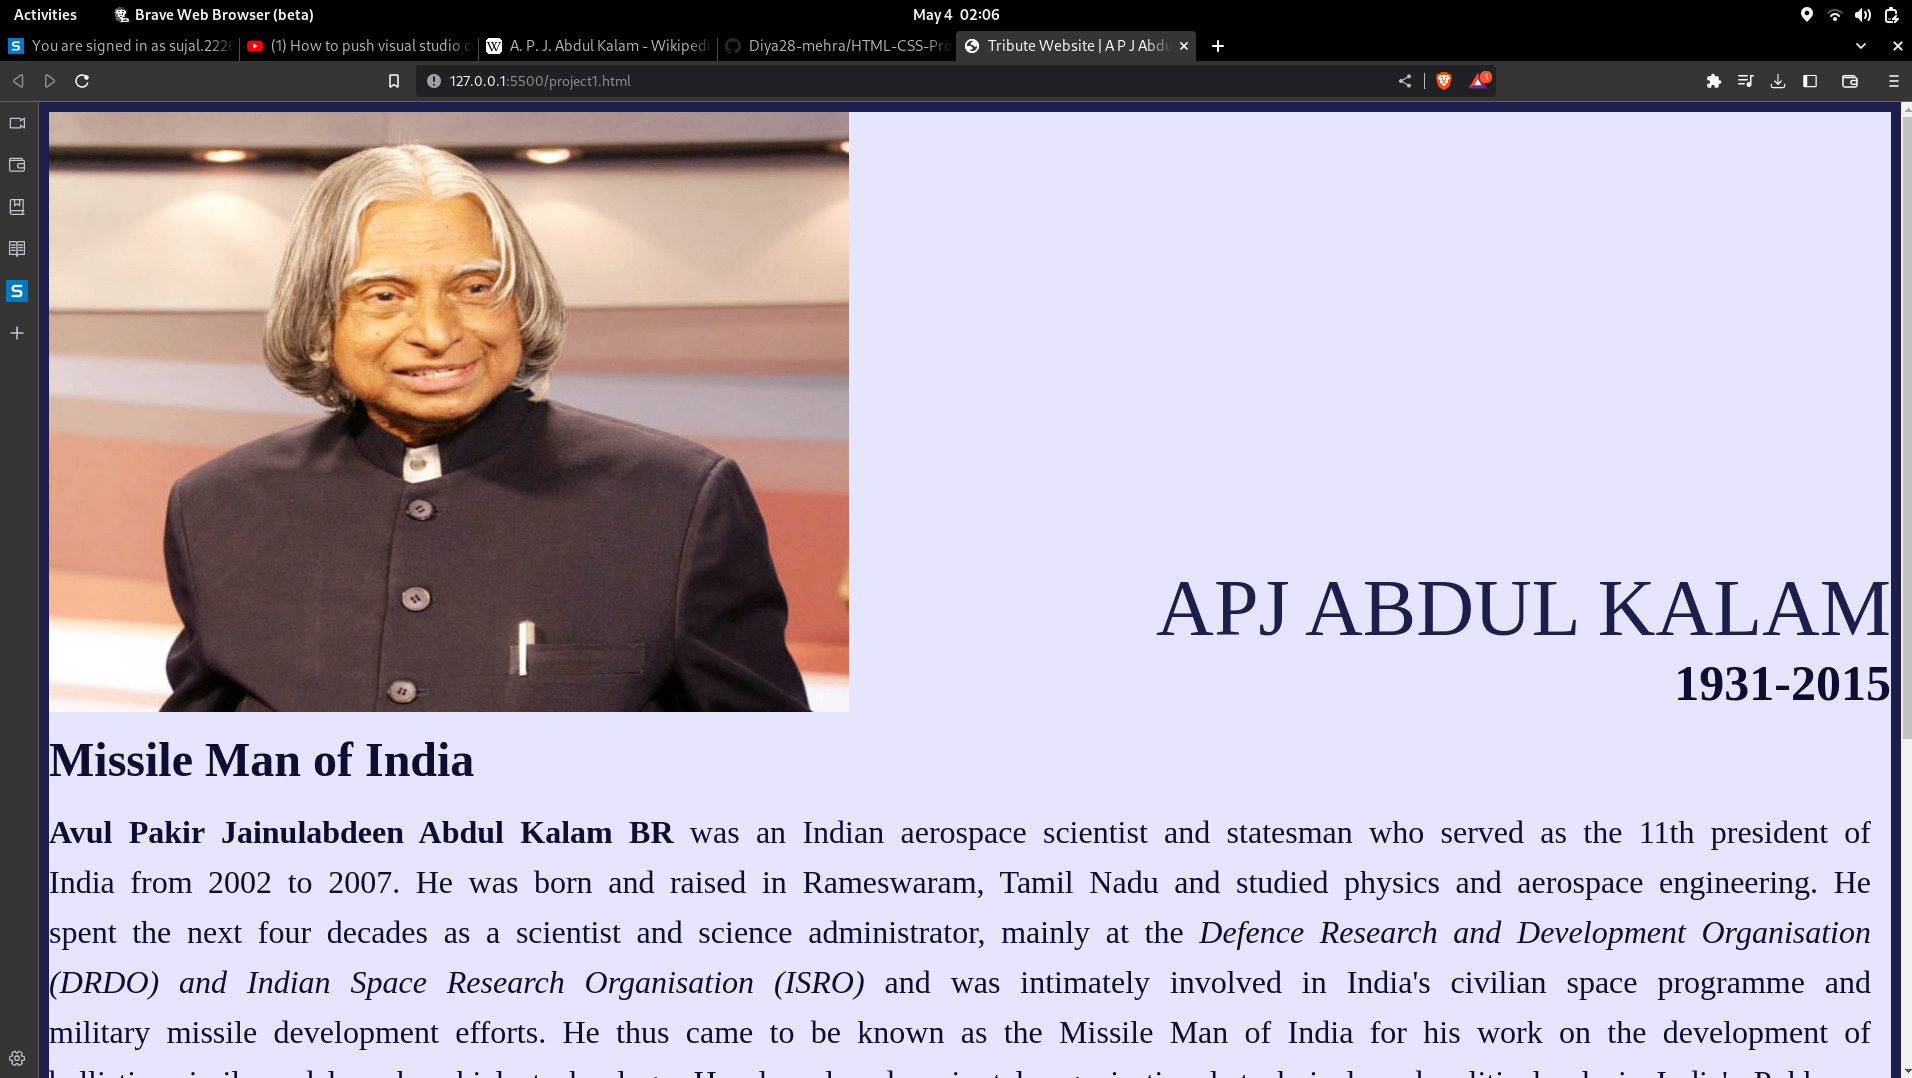 Activities Brave Web Browser (beta) May 4 02:06
You are signed in as sujal.222 (1) How to push visual studio c A. P. J. Abdul Kalam - Wikiped Diya28-mehra/HTML-CSS-Pro Tribute Website | A P J Abdu
127.0.0.1:5500/project1.html 1
S
APJ ABDUL KALAM
1931-2015
Missile Man of India
Avul Pakir Jainulabdeen Abdul Kalam BR was an Indian aerospace scientist and statesman who served as the 11th president of
India from 2002 to 2007. He was born and raised in Rameswaram, Tamil Nadu and studied physics and aerospace engineering. He
spent the next four decades as a scientist and science administrator, mainly at the Defence Research and Development Organisation
(DRDO) and Indian Space Research Organisation (ISRO) and was intimately involved in India's civilian space programme and
military missile development efforts. He thus came to be known as the Missile Man of India for his work on the development of